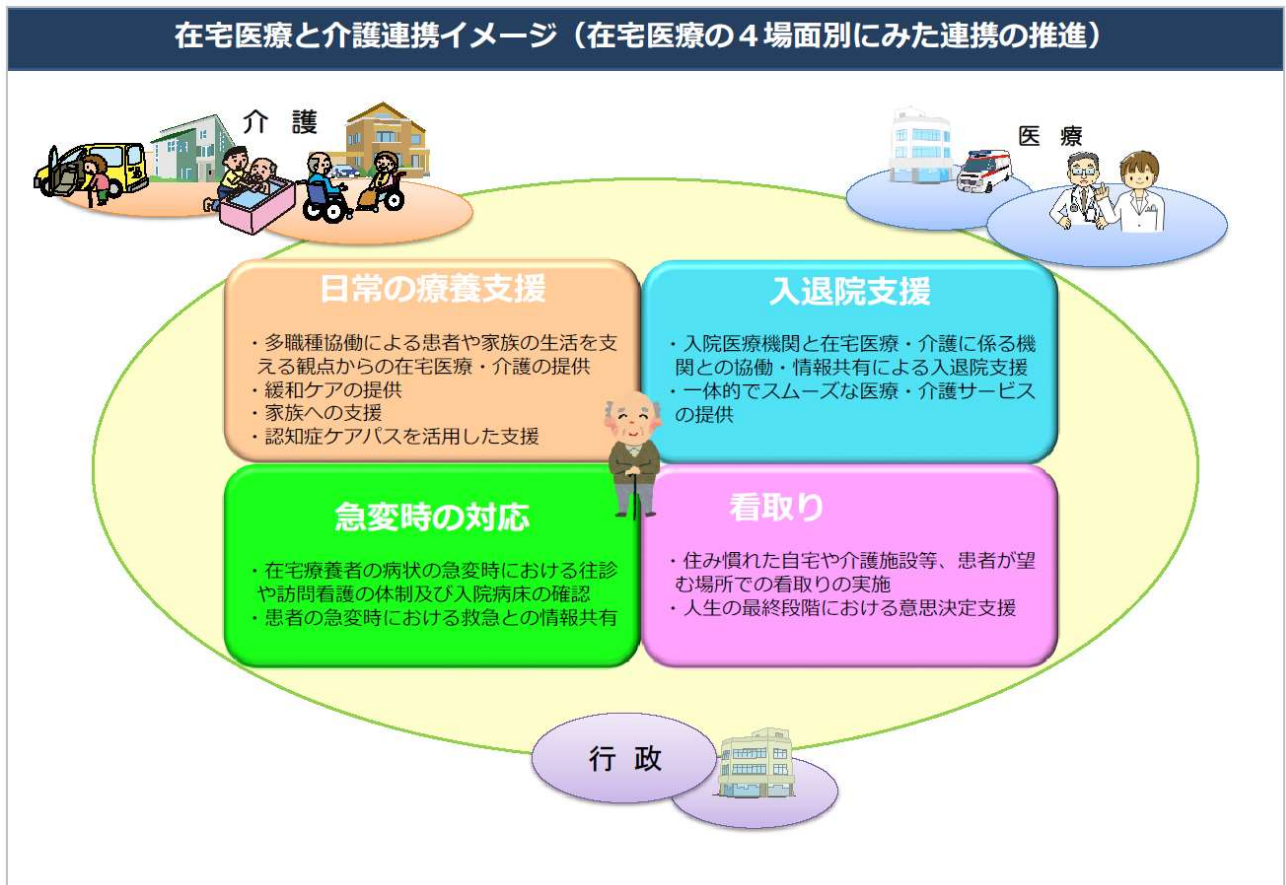 在宅医療と介護連携イメージ（在宅医療の４場面別にみた連携の推進）
介 護
医 療
日常の療養支援
・多職種協働による患者や家族の生活を支
える観点からの在宅医療・介護の提供
・緩和ケアの提供
・家族への支援
・認知症ケアパスを活用した支援
入退院支援
・入院医療機関と在宅医療・介護に係る機
関との協働・情報共有による入退院支援
・一体的でスムーズな医療・介護サービス
の提供
急変時の対応
・在宅療養者の病状の急変時における往診
や訪問看護の体制及び入院病床の確認
・患者の急変時における救急との情報共有
看取り
・住み慣れた自宅や介護施設等、患者が望
む場所での看取りの実施
・人生の最終段階における意思決定支援
行 政